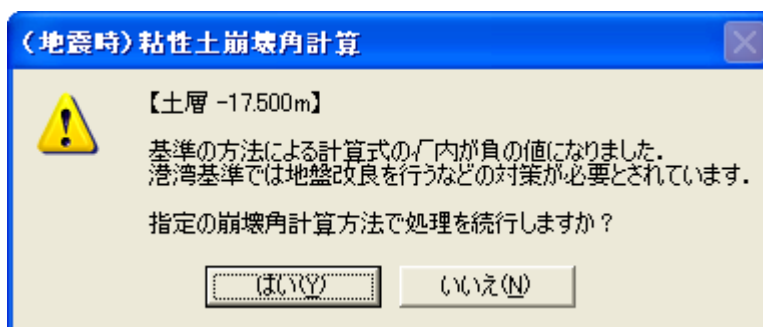 （地震時）粘性土崩壊角計算
【土層 -17.500m】
基準の方法による計算式の√内が負の値になりました．
港湾基準では地盤改良を行うなどの対策が必要とされています．
指定の崩壊角計算方法で処理を続行しますか？
はい(Y)
いいえ(N)